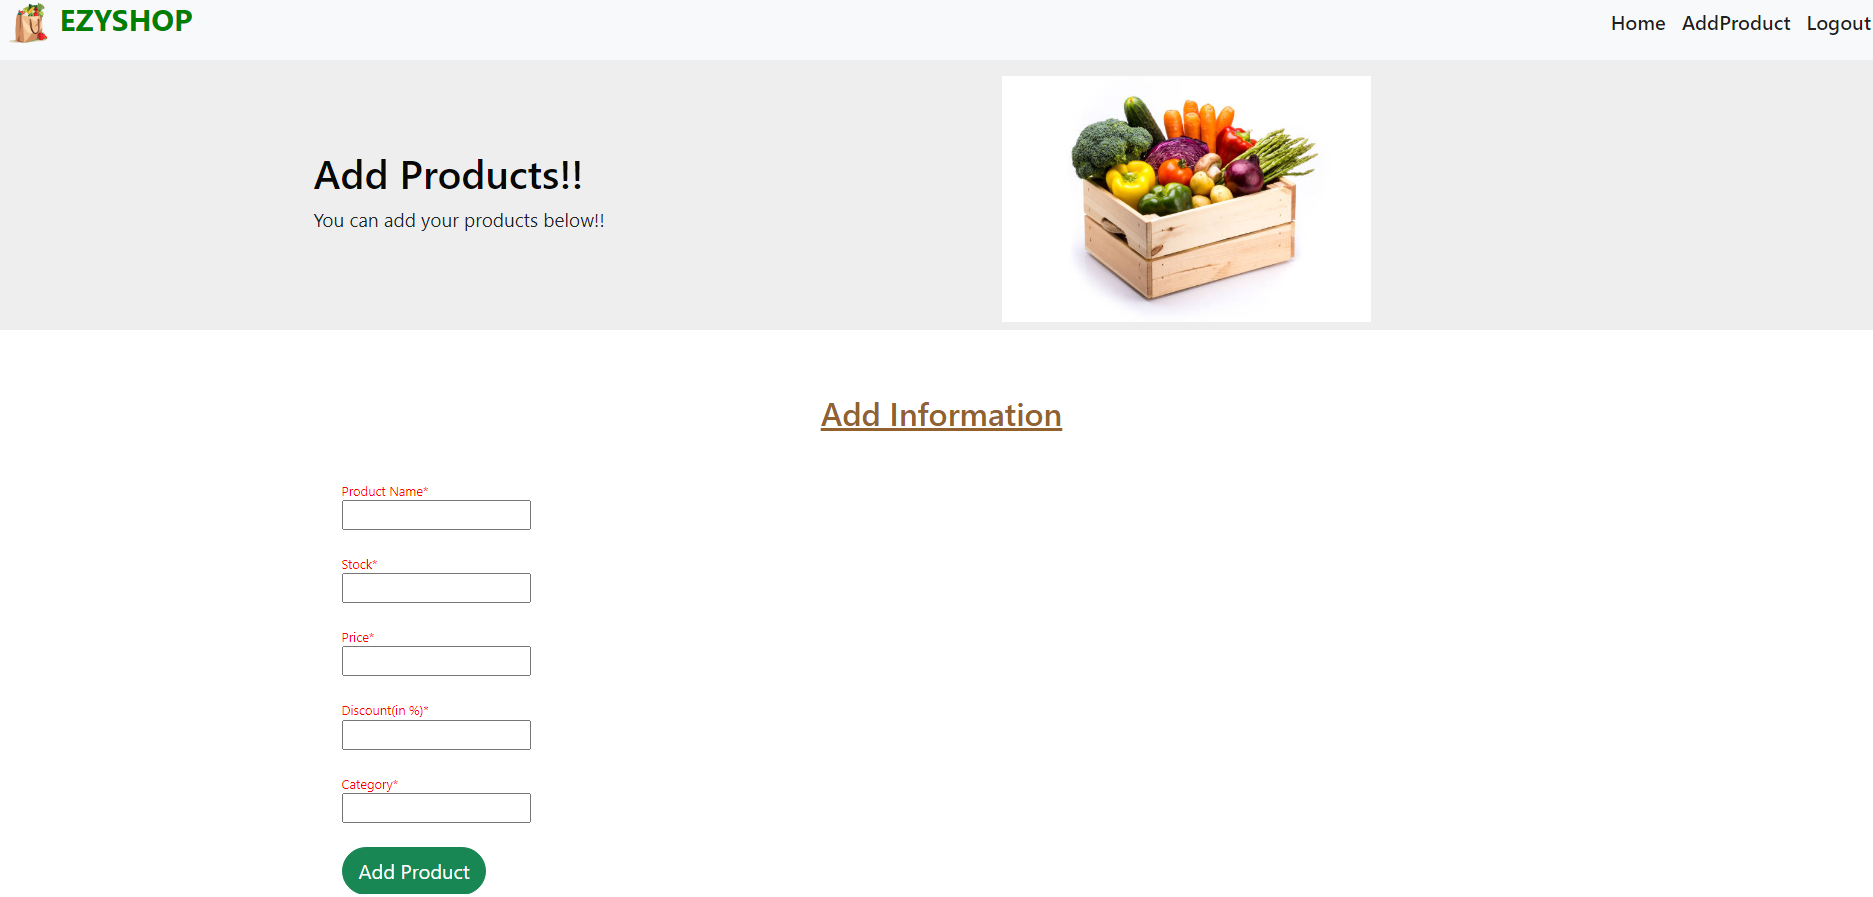 EZYSHOP
Home AddProduct Logout
Add Products!!
You can add your products below!!
Add Information
Product Name*
Stock*
Price*
Discount(in %)*
Category*
Add Product